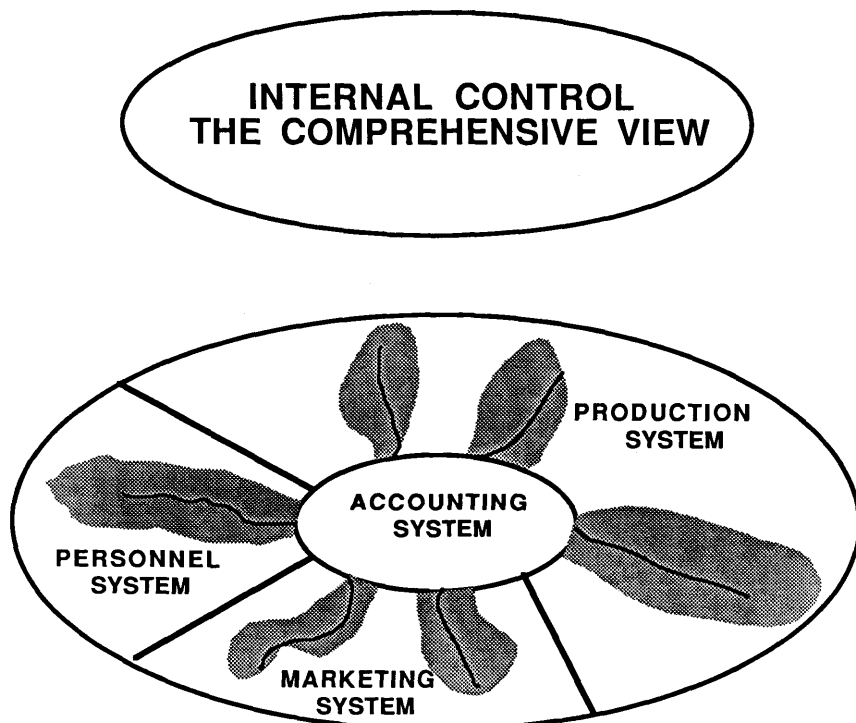 INTERNAL CONTROL
THE COMPREHENSIVE VIEW
PRODUCTION
SYSTEM
ACCOUNTING
SYSTEM
PERSONNEL
SYSTEM
MARKETING
SYSTEM